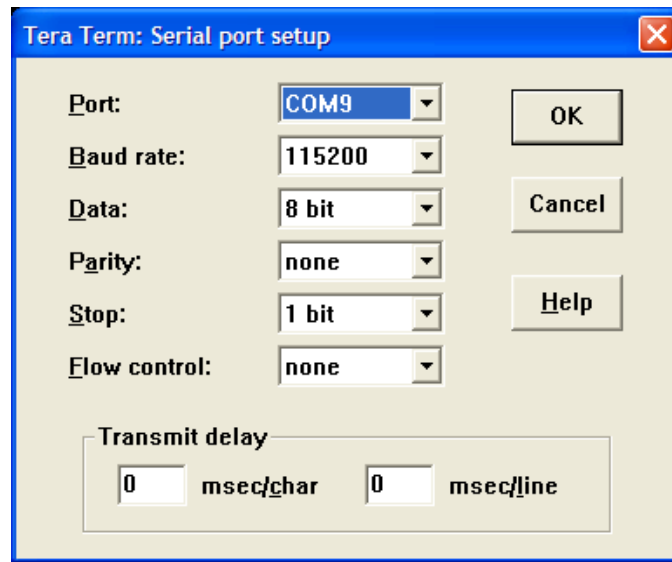 Tera Term: Serial port setup
Port: COM9
OK
Baud rate: 115200
Data: 8 bit
Cancel
Parity: none
Stop: 1 bit
Help
Flow control: none
Transmit delay
0 msec/char 0 msec/line